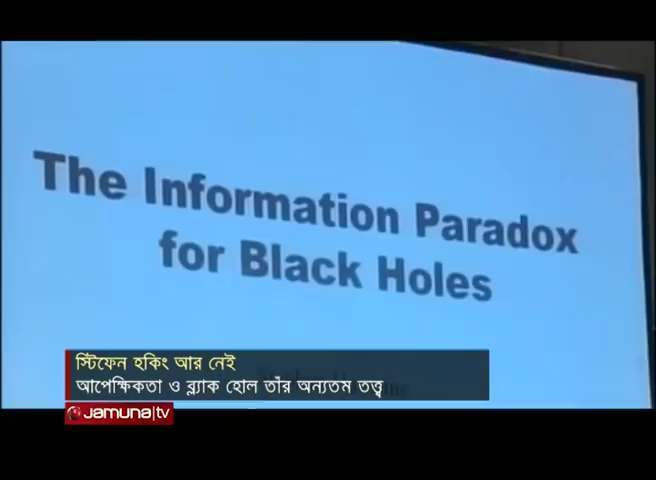 The Information Paradox
for Black Holes
স্টিফেন হকিং আর নেই
আপেক্ষিকতা ও ব্ল্যাক হোল তাঁর অন্যতম তত্ত্ব
Jamuna|tv